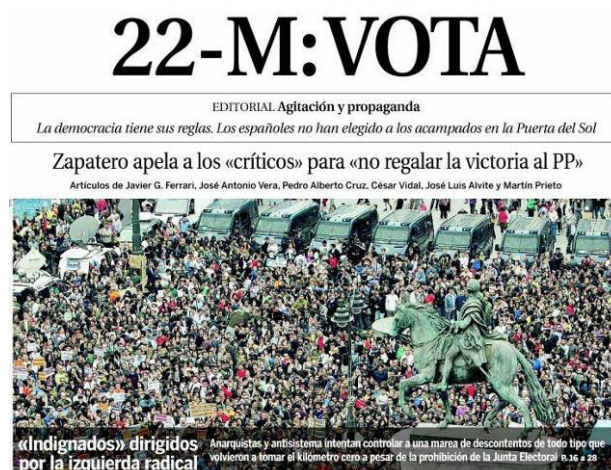 22-M: VOTA
EDITORIAL Agitación y propaganda
La democracia tiene sus reglas. Los españoles no han elegido a los acampados en la Puerta del Sol
Zapatero apela a los «críticos» para «no regalar la victoria al PP»
Artículos de Javier G. Ferrari, José Antonio Vera, Pedro Alberto Cruz, César Vidal, José Luis Alvite y Martín Prieto
«Indignados» dirigidos
por la izquierda radical
Anarquistas y antisistema intentan controlar a una marea de descontentos de todo tipo que
volvieron a tomar el kilómetro cero a pesar de la prohibición de la Junta Electoral P. 16 a 28